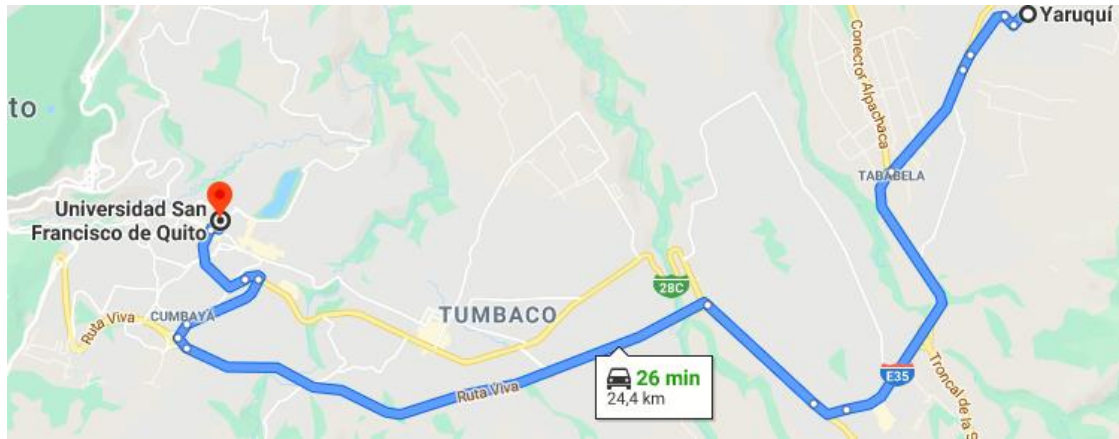 Yaruquí
Conector Alpachaca
to
TABABELA
Universidad San
Francisco de Quito
28C
TUMBACO
CUMBAYÁ
Ruta Viva
26 min
24,4 km
E35
Troncal de la S
Ruta Viva